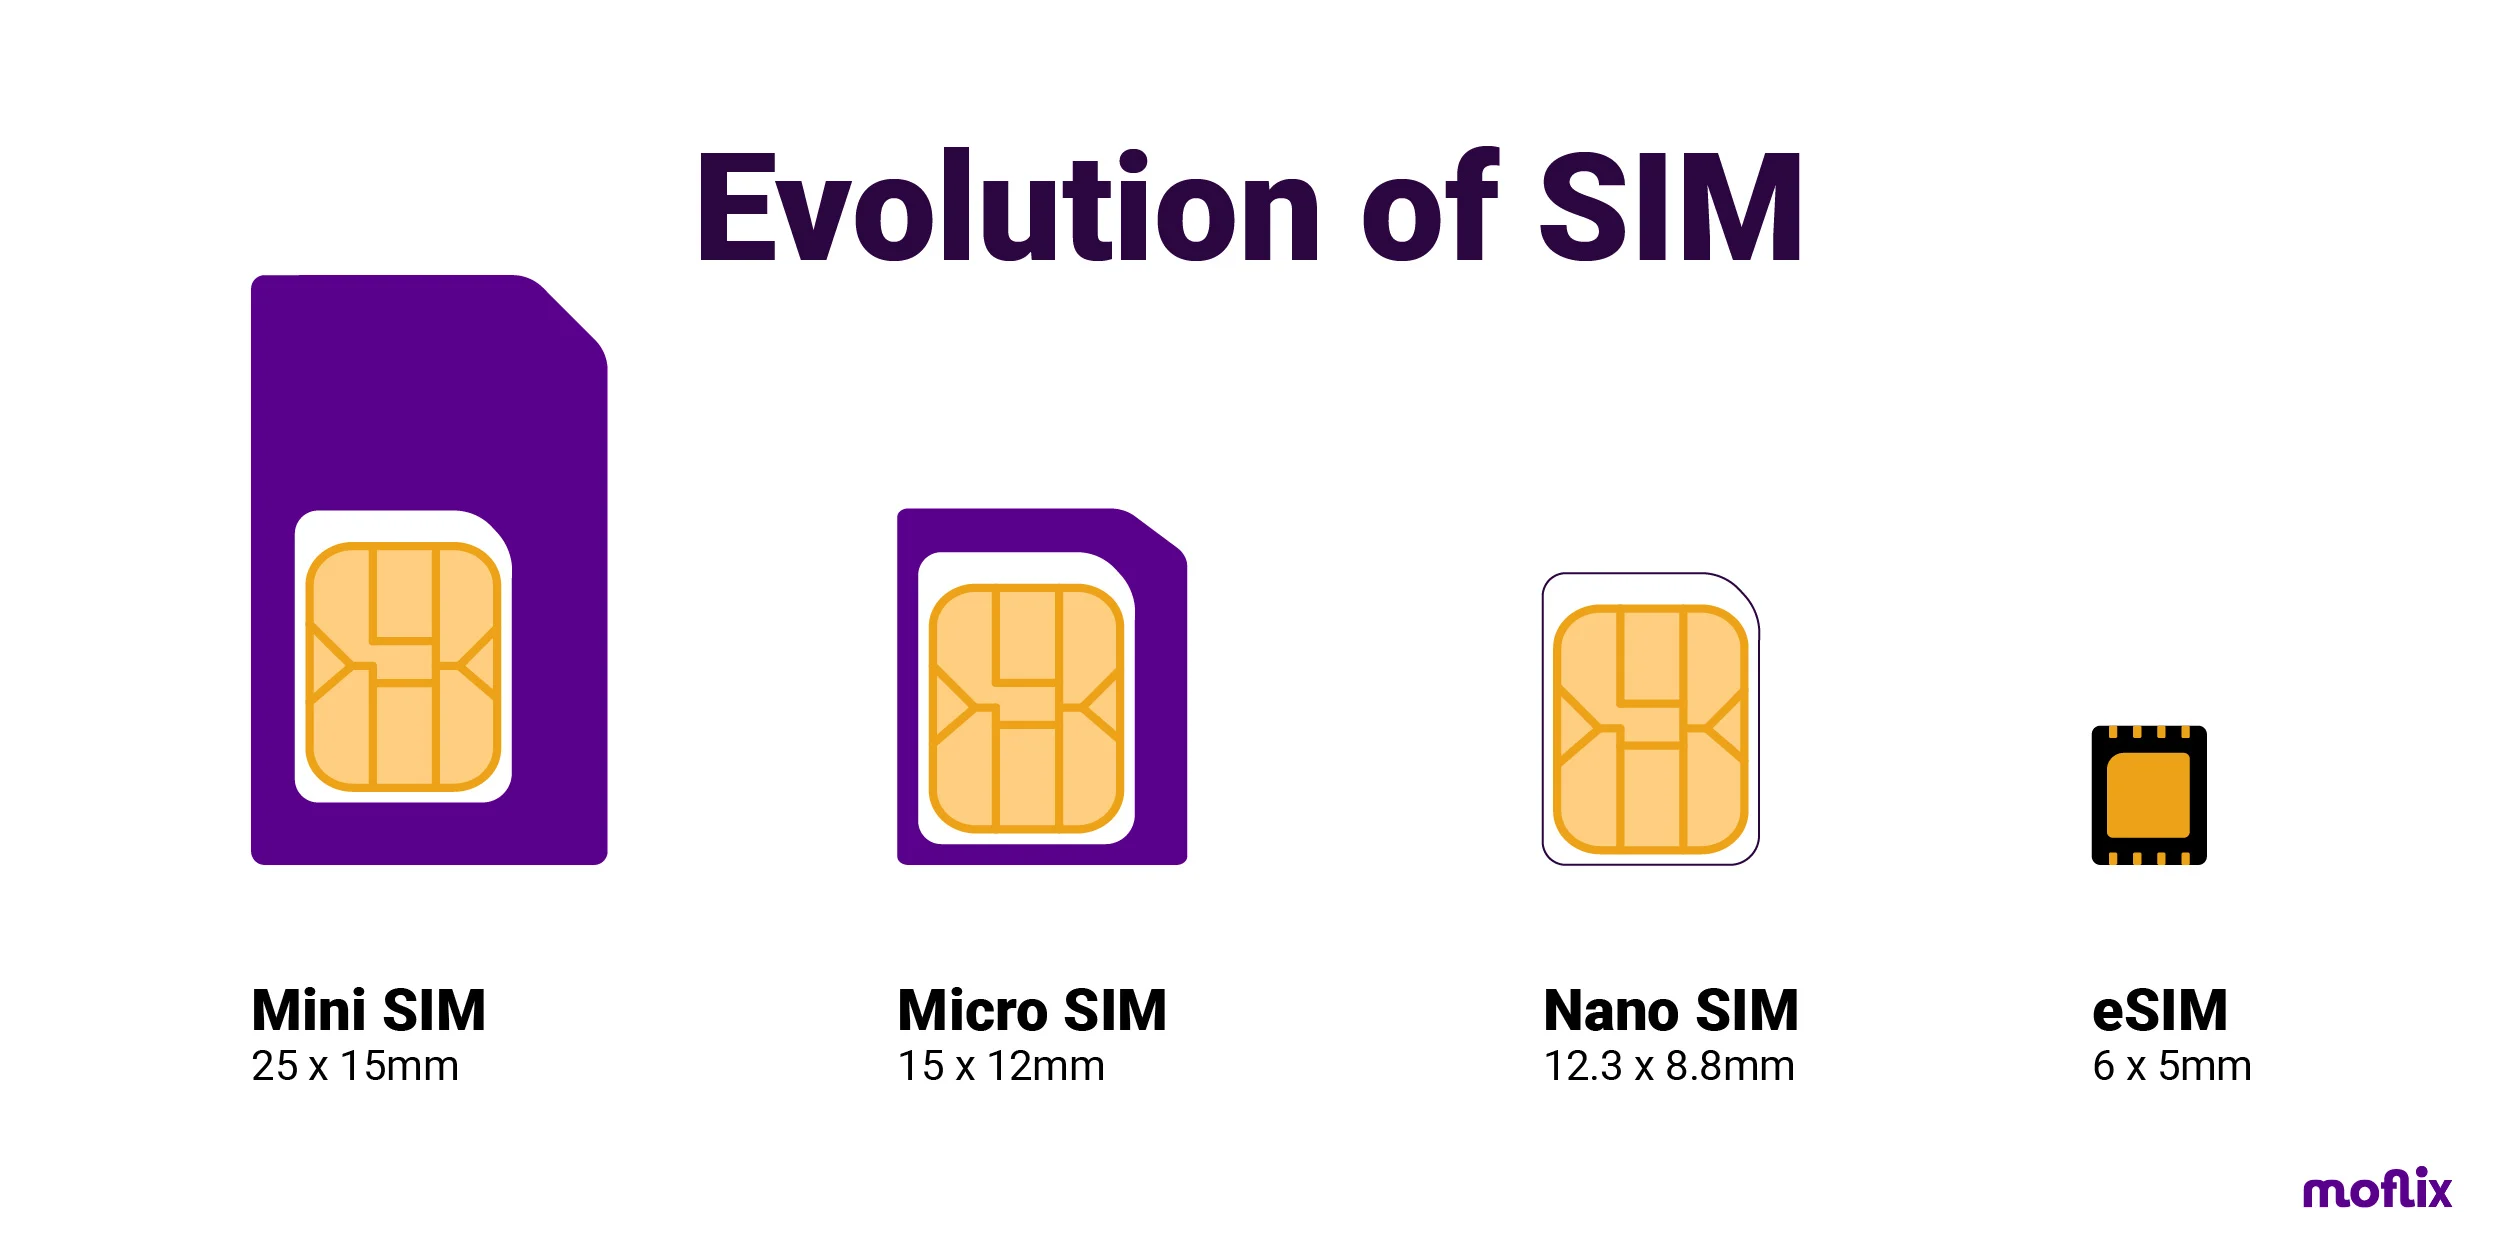 Evolution of SIM
Mini SIM
25 x 15mm
Micro SIM
15 x 12mm
Nano SIM
12.3 x 8.8mm
eSIM
6 x 5mm
moflix